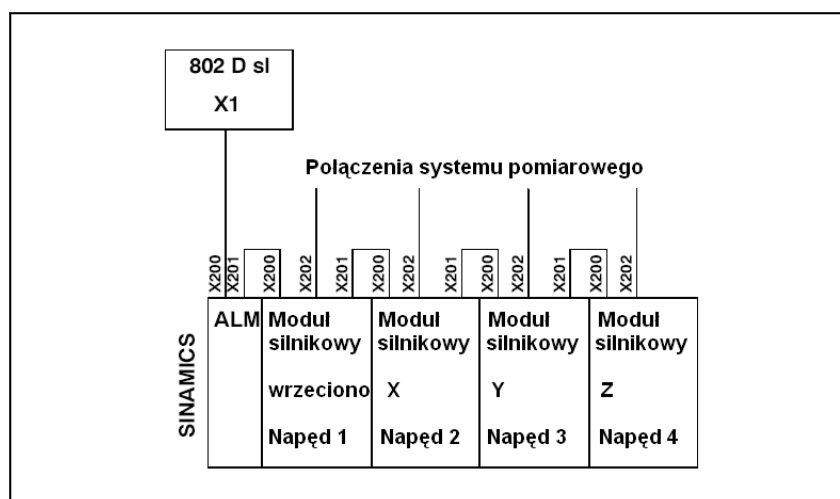 802 D sl
X1
Połączenia systemu pomiarowego
X200
X201
X200
X202
X201
X200
X202
X201
X200
X202
X201
X200
X202
SINAMICS
ALM
Moduł
silnikowy
wrzeciono
Napęd 1
Moduł
silnikowy
X
Napęd 2
Moduł
silnikowy
Y
Napęd 3
Moduł
silnikowy
Z
Napęd 4